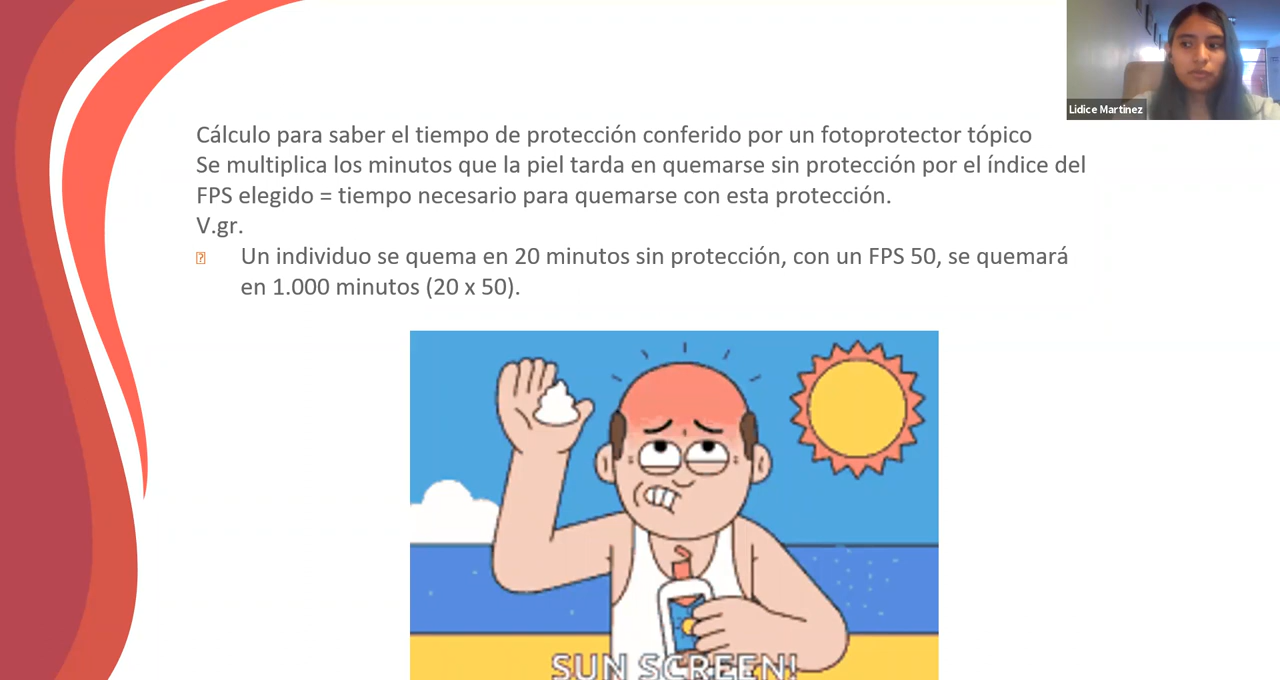 Lidice Martinez
Cálculo para saber el tiempo de protección conferido por un fotoprotector tópico
Se multiplica los minutos que la piel tarda en quemarse sin protección por el índice del
FPS elegido = tiempo necesario para quemarse con esta protección.
V.gr.
Un individuo se quema en 20 minutos sin protección, con un FPS 50, se quemará
en 1.000 minutos (20 x 50).
SUN SCREEN!